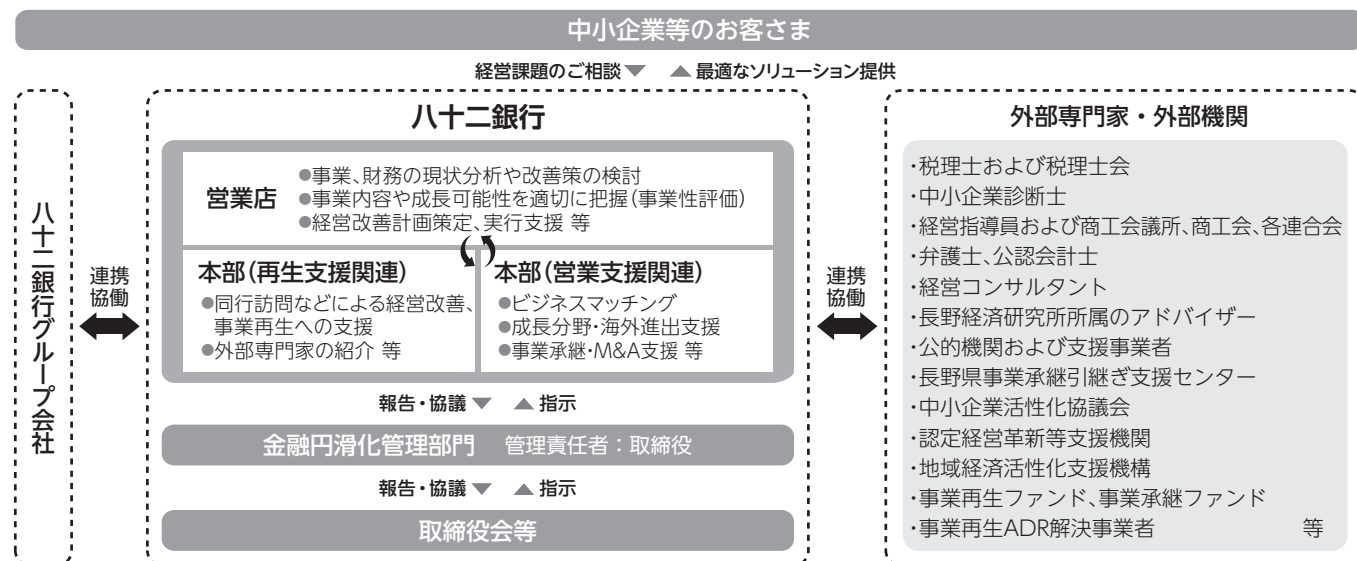 中小企業等のお客さま
経営課題のご相談▼ ▲最適なソリューション提供
八十二銀行グループ会社
連携
協働
八十二銀行
営業店
●事業、財務の現状分析や改善策の検討
●事業内容や成長可能性を適切に把握(事業性評価)
●経営改善計画策定、実行支援 等
本部(再生支援関連)
●同行訪問などによる経営改善、
事業再生への支援
●外部専門家の紹介 等
本部(営業支援関連)
●ビジネスマッチング
●成長分野・海外進出支援
●事業承継・M&A支援 等
報告・協議▼ ▲指示
金融円滑化管理部門 管理責任者:取締役
報告・協議▼ ▲指示
取締役会等
連携
協働
外部専門家・外部機関
・税理士および税理士会
・中小企業診断士
・経営指導員および商工会議所、商工会、各連合会
・弁護士、公認会計士
・経営コンサルタント
・長野経済研究所所属のアドバイザー
・公的機関および支援事業者
・長野県事業承継引継ぎ支援センター
・中小企業活性化協議会
・認定経営革新等支援機関
・地域経済活性化支援機構
・事業再生ファンド、事業承継ファンド
・事業再生ADR解決事業者 等